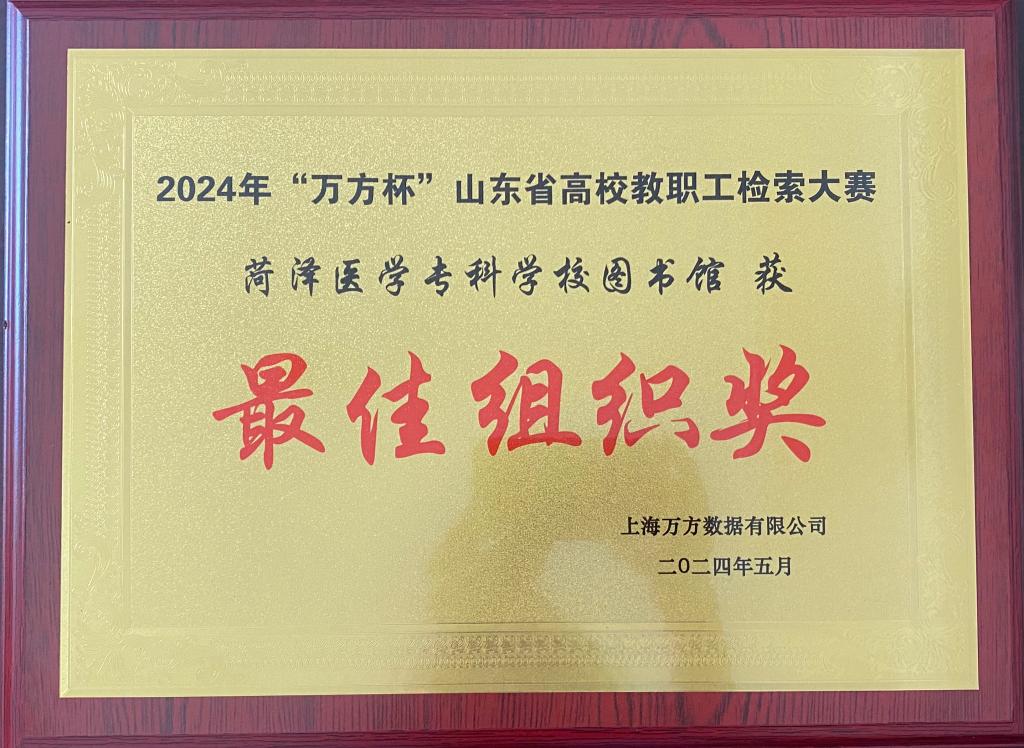 2024年“万方杯”山东省高校教职工检索大赛
菏泽医学专科学校图书馆 获
最佳组织奖
上海万方数据有限公司
二0二四年五月